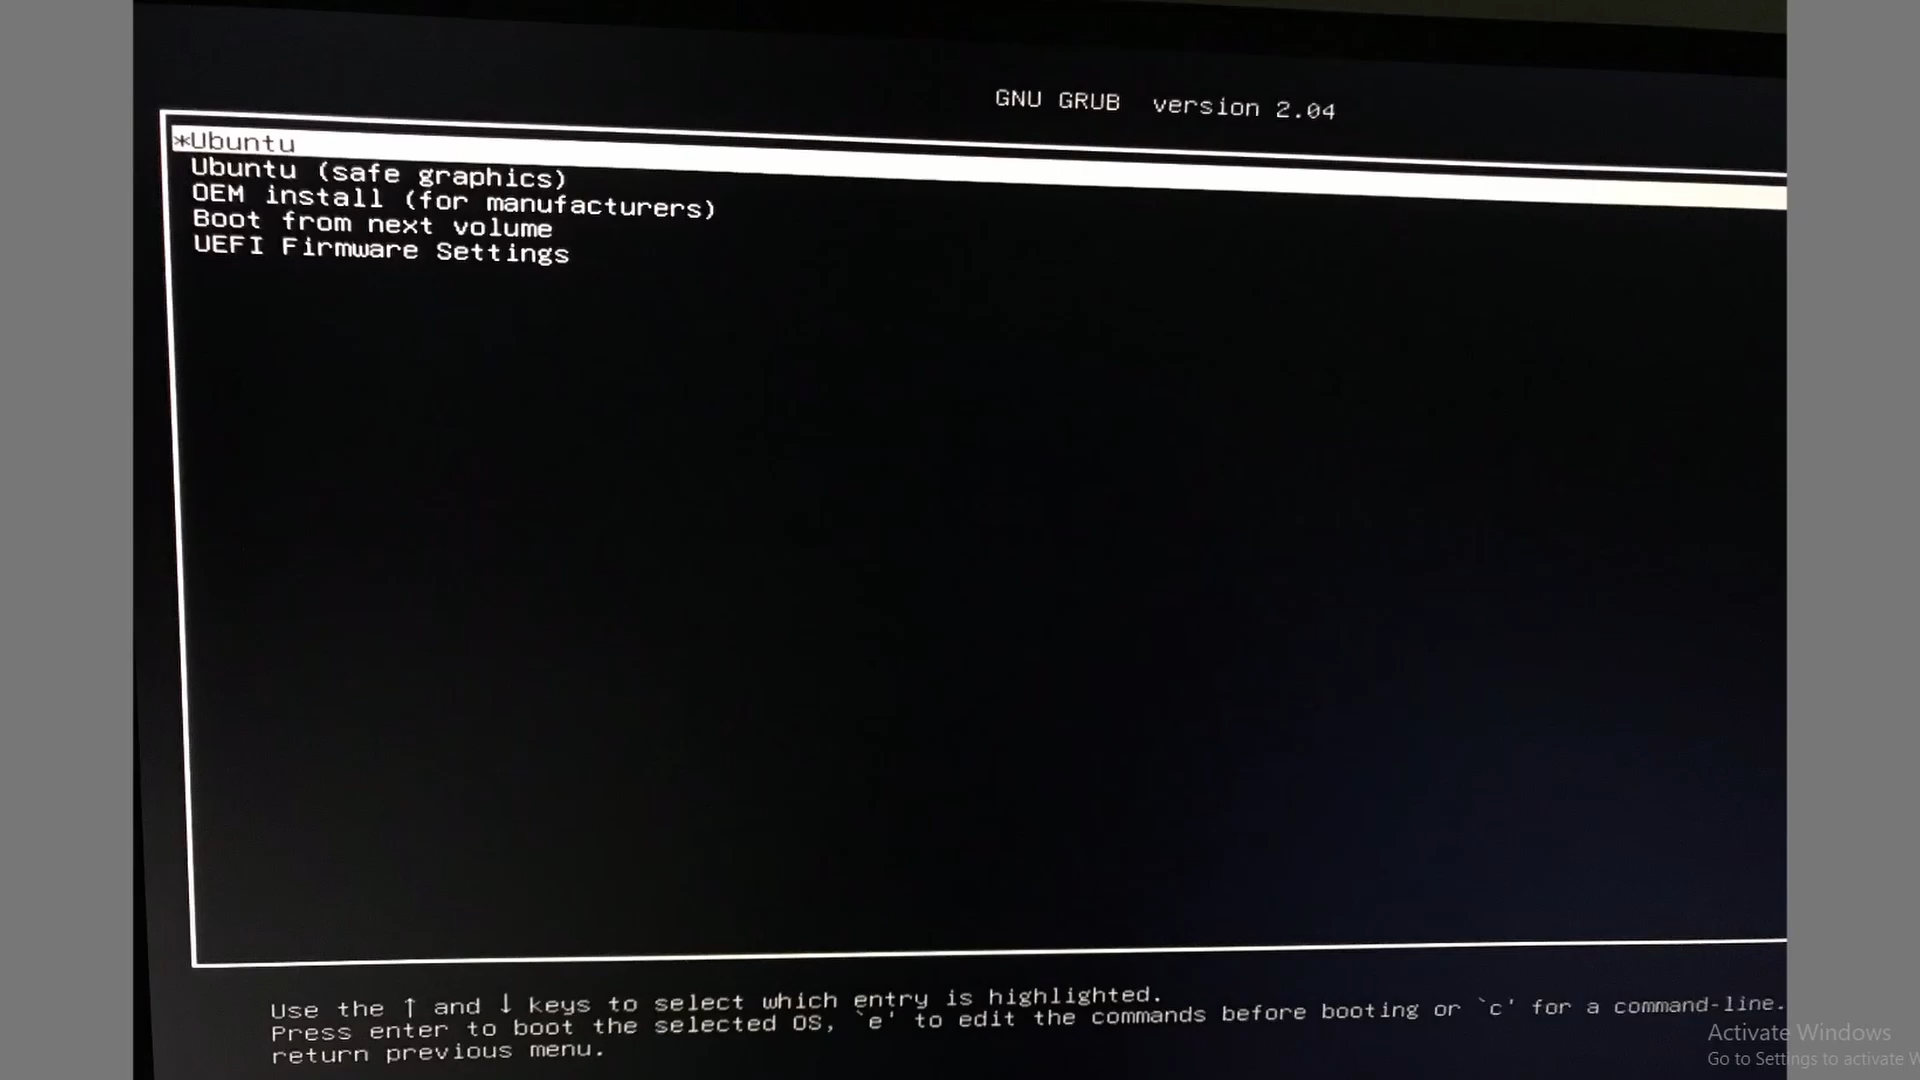 GNU GRUB version 2.04
*Ubuntu
Ubuntu (safe graphics)
OEM install (for manufacturers)
Boot from next volume
UEFI Firmware Settings
Use the ↑ and ↓ keys to select which entry is highlighted.
Press enter to boot the selected OS, `e' to edit the commands before booting or `c' for a command-line.
return previous menu.
Activate Windows
Go to Settings to activate W